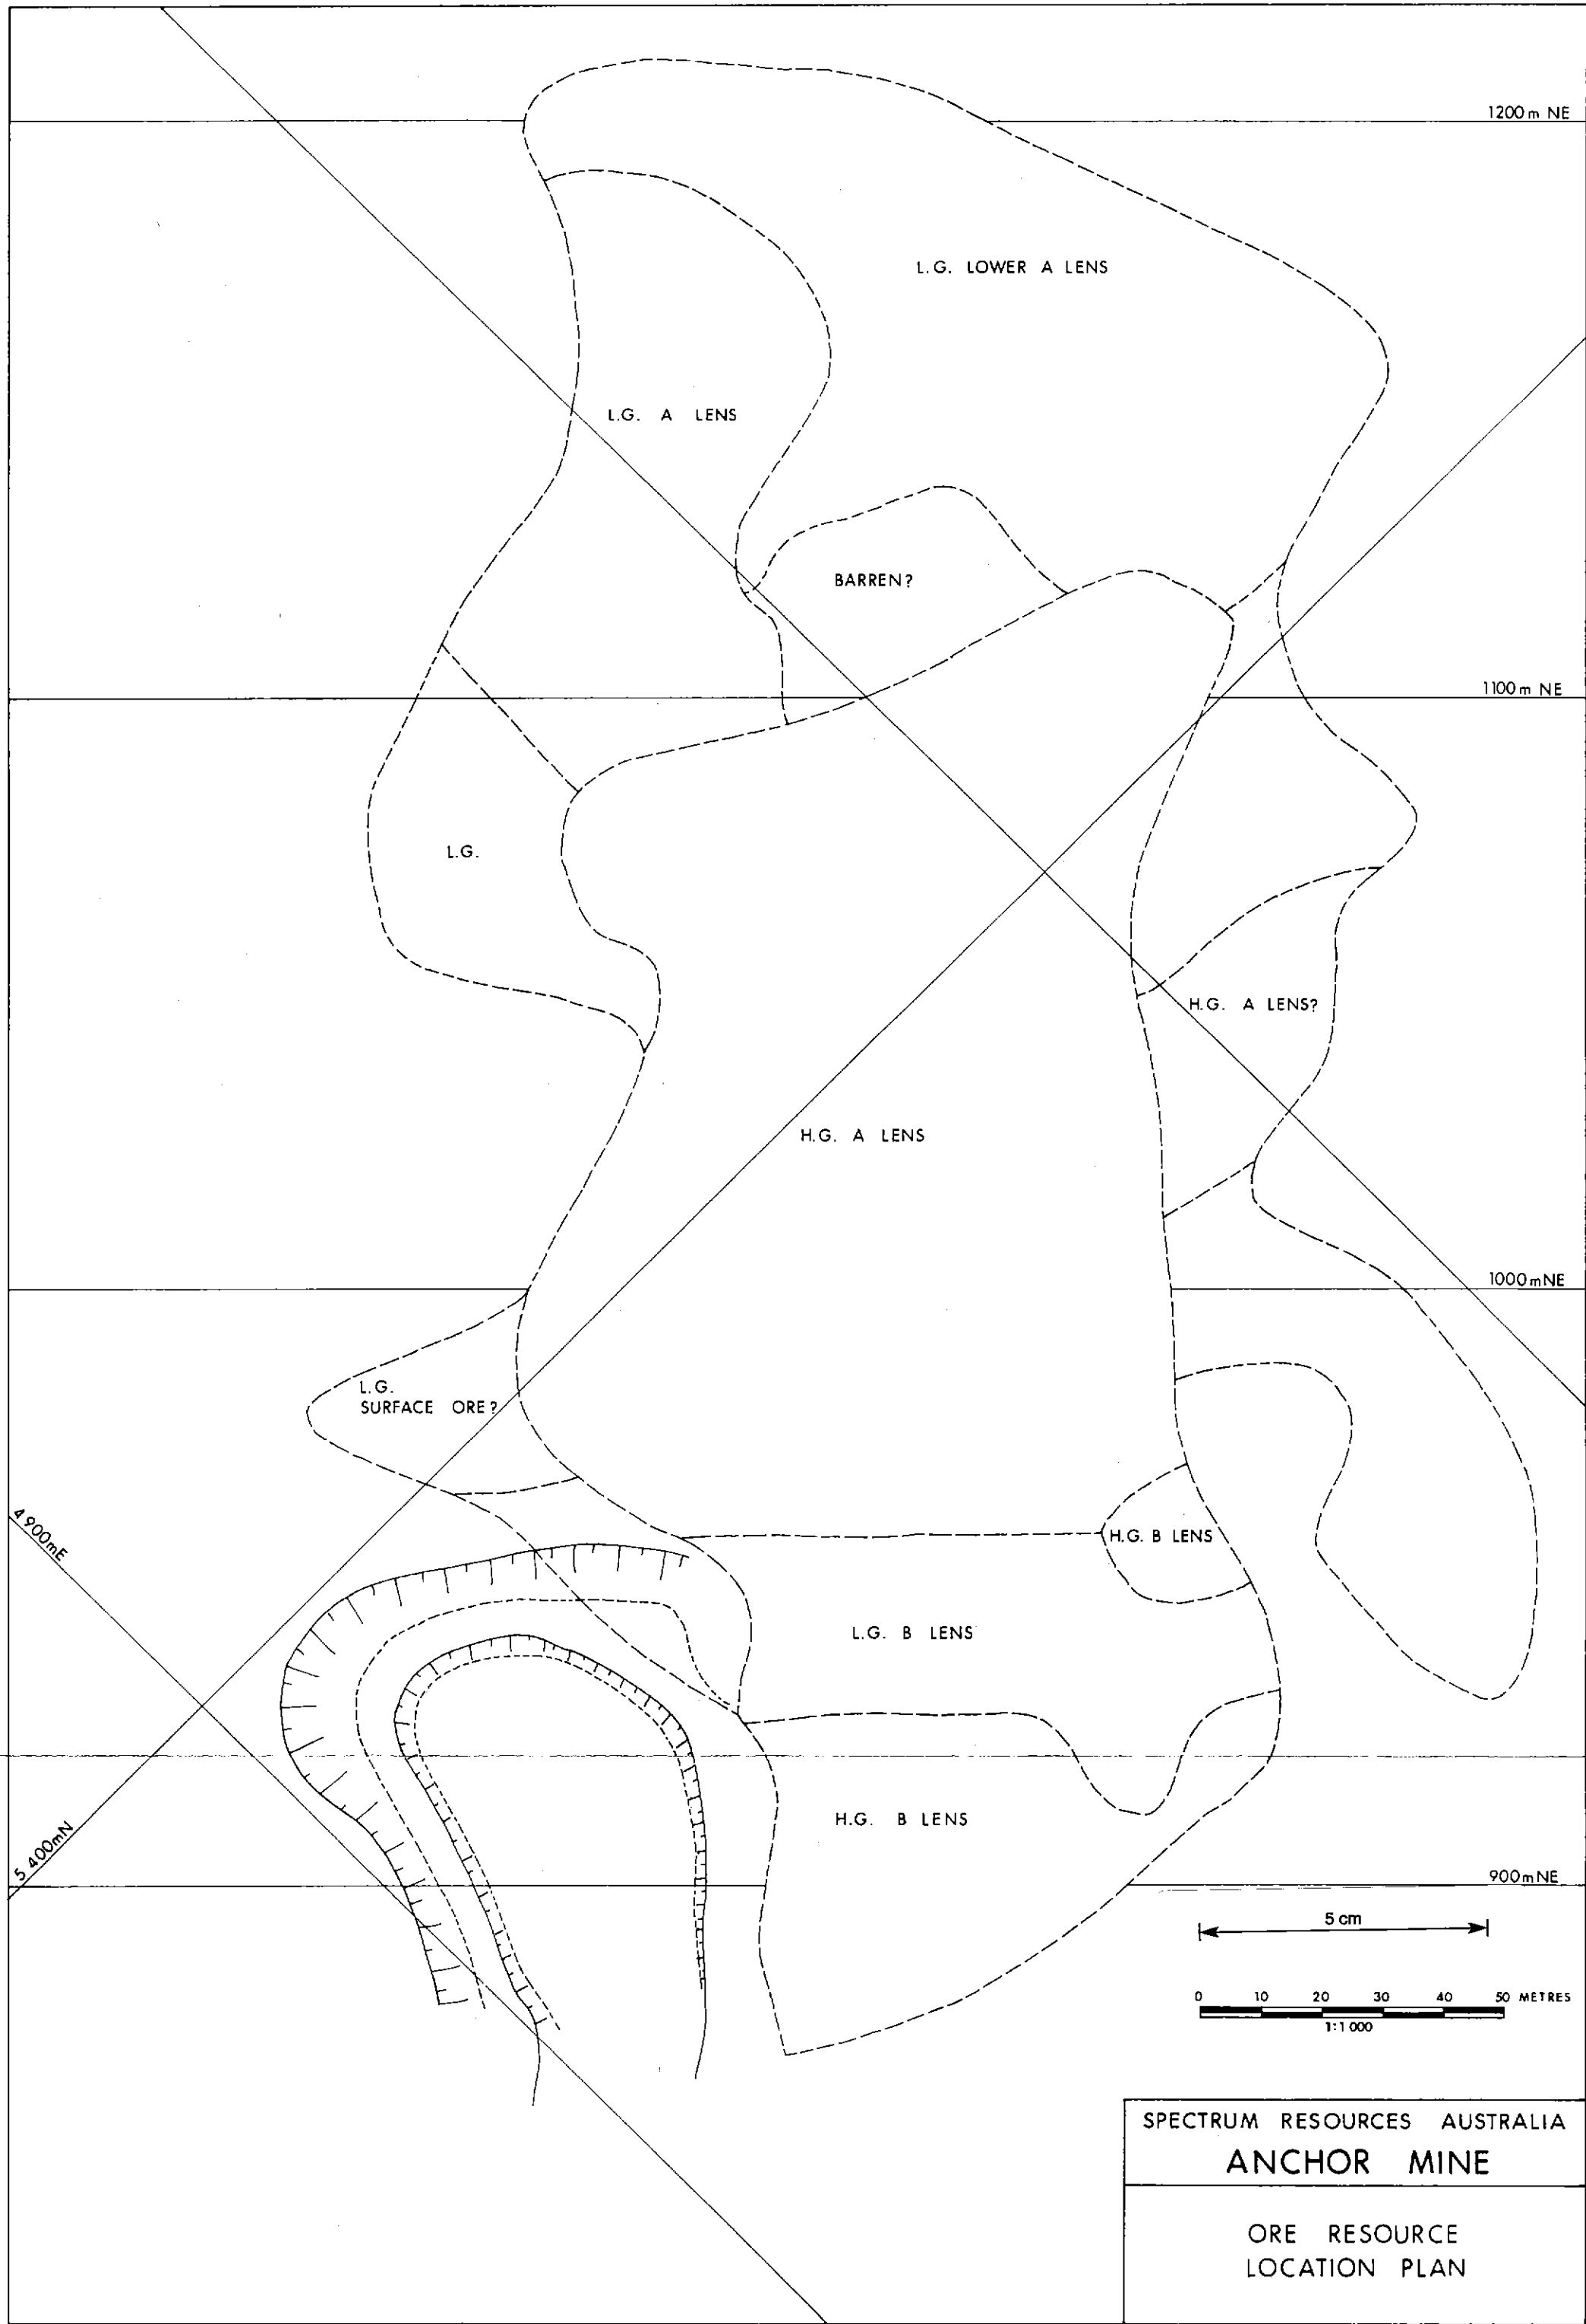 1200 m NE
L.G. LOWER A LENS
L.G. A LENS
BARREN?
1100 m NE
L.G.
H.G. A LENS?
H.G. A LENS
1000 m NE
L.G.
SURFACE ORE?
4 900mE
H.G. B LENS
L.G. B LENS
H.G. B LENS
5 400mN
900 m NE
5 cm
0 10 20 30 40 50 METRES
1:1 000
SPECTRUM RESOURCES AUSTRALIA
ANCHOR MINE
ORE RESOURCE
LOCATION PLAN